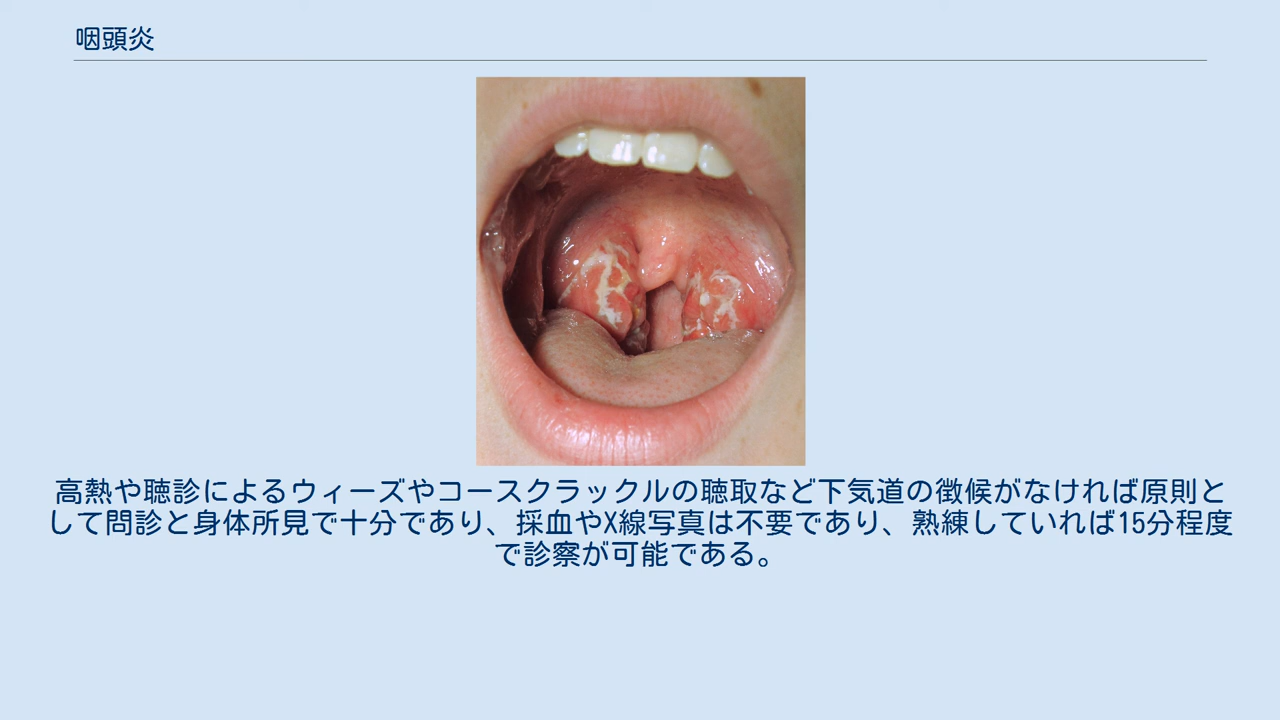 咽頭炎
高熱や聴診によるウィーズやコースクラックルの聴取など下気道の徴候がなければ原則と
して問診と身体所見で十分であり、採血やX線写真は不要であり、熟練していれば15分程度
で診察が可能である。